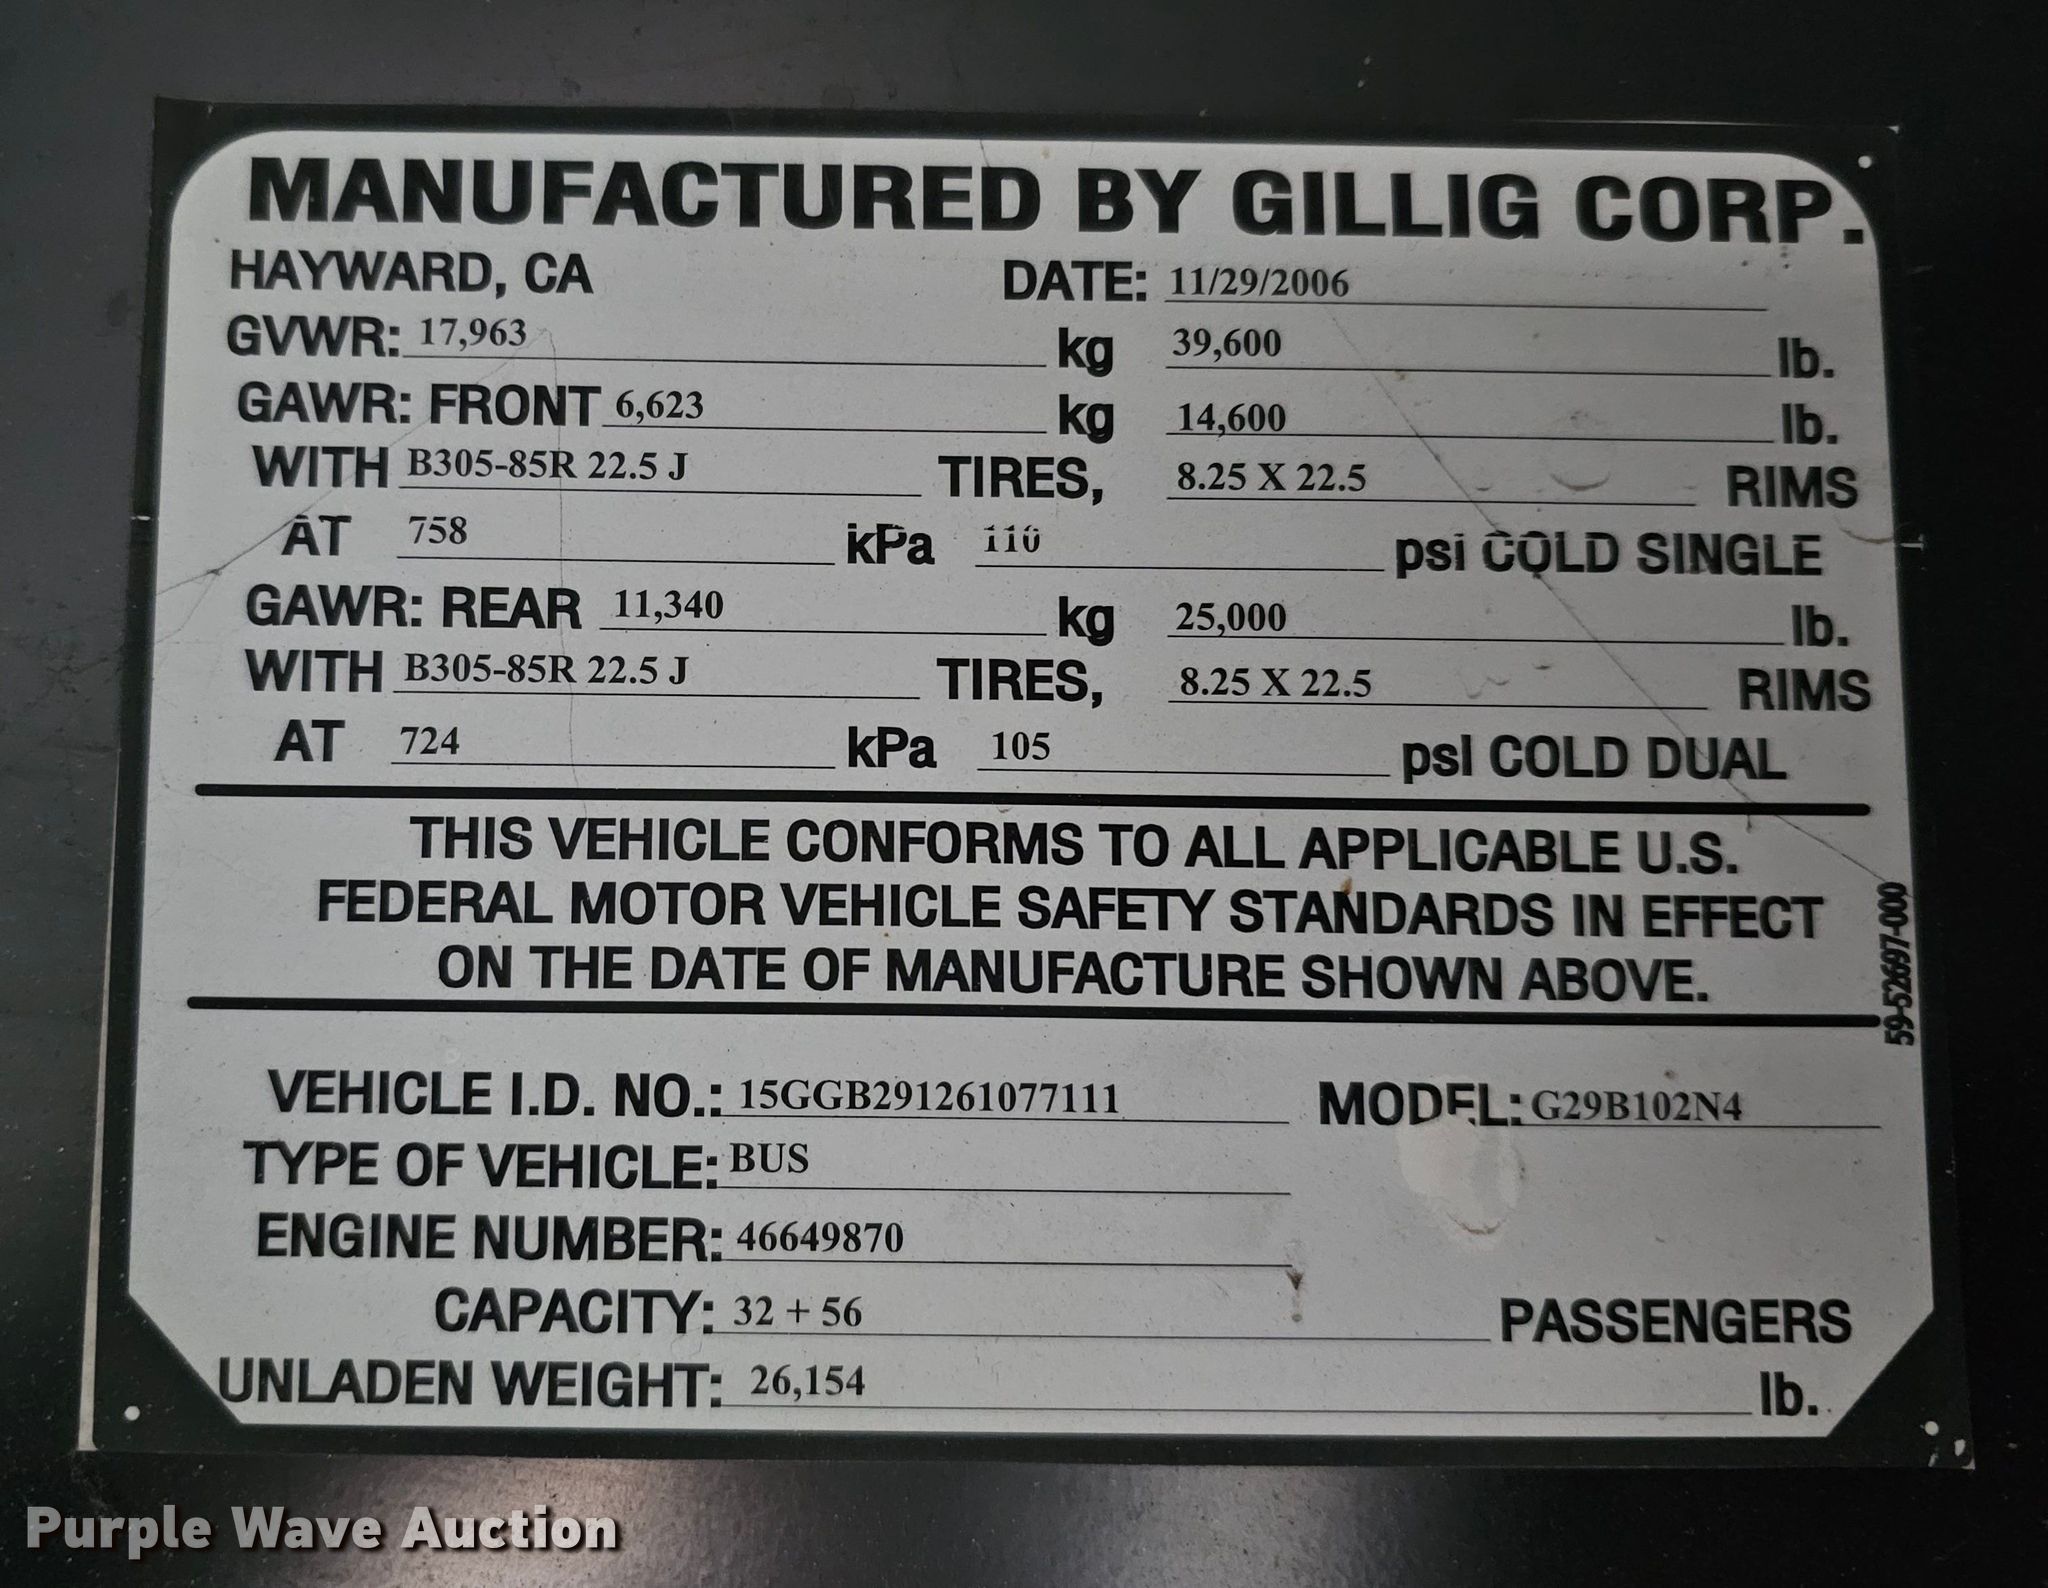 MANUFACTURED BY GILLIG CORP.
HAYWARD, CA DATE: 11/29/2006
GVWR: 17,963 kg 39,600 lb.
GAWR: FRONT 6,623 kg 14,600 lb.
WITH B305-85R 22.5 J TIRES, 8.25 X 22.5 RIMS
AT 758 kPa 110 psi COLD SINGLE
GAWR: REAR 11,340 kg 25,000 lb.
WITH B305-85R 22.5 J TIRES, 8.25 X 22.5 RIMS
AT 724 kPa 105 psI COLD DUAL
THIS VEHICLE CONFORMS TO ALL APPLICABLE U.S.
FEDERAL MOTOR VEHICLE SAFETY STANDARDS IN EFFECT
ON THE DATE OF MANUFACTURE SHOWN ABOVE.
59-52697-000
VEHICLE I.D. NO.: 15GGB291261077111 MODEL: G29B102N4
TYPE OF VEHICLE: BUS
ENGINE NUMBER: 46649870
CAPACITY: 32 + 56 PASSENGERS
UNLADEN WEIGHT: 26,154 lb.
Purple Wave Auction